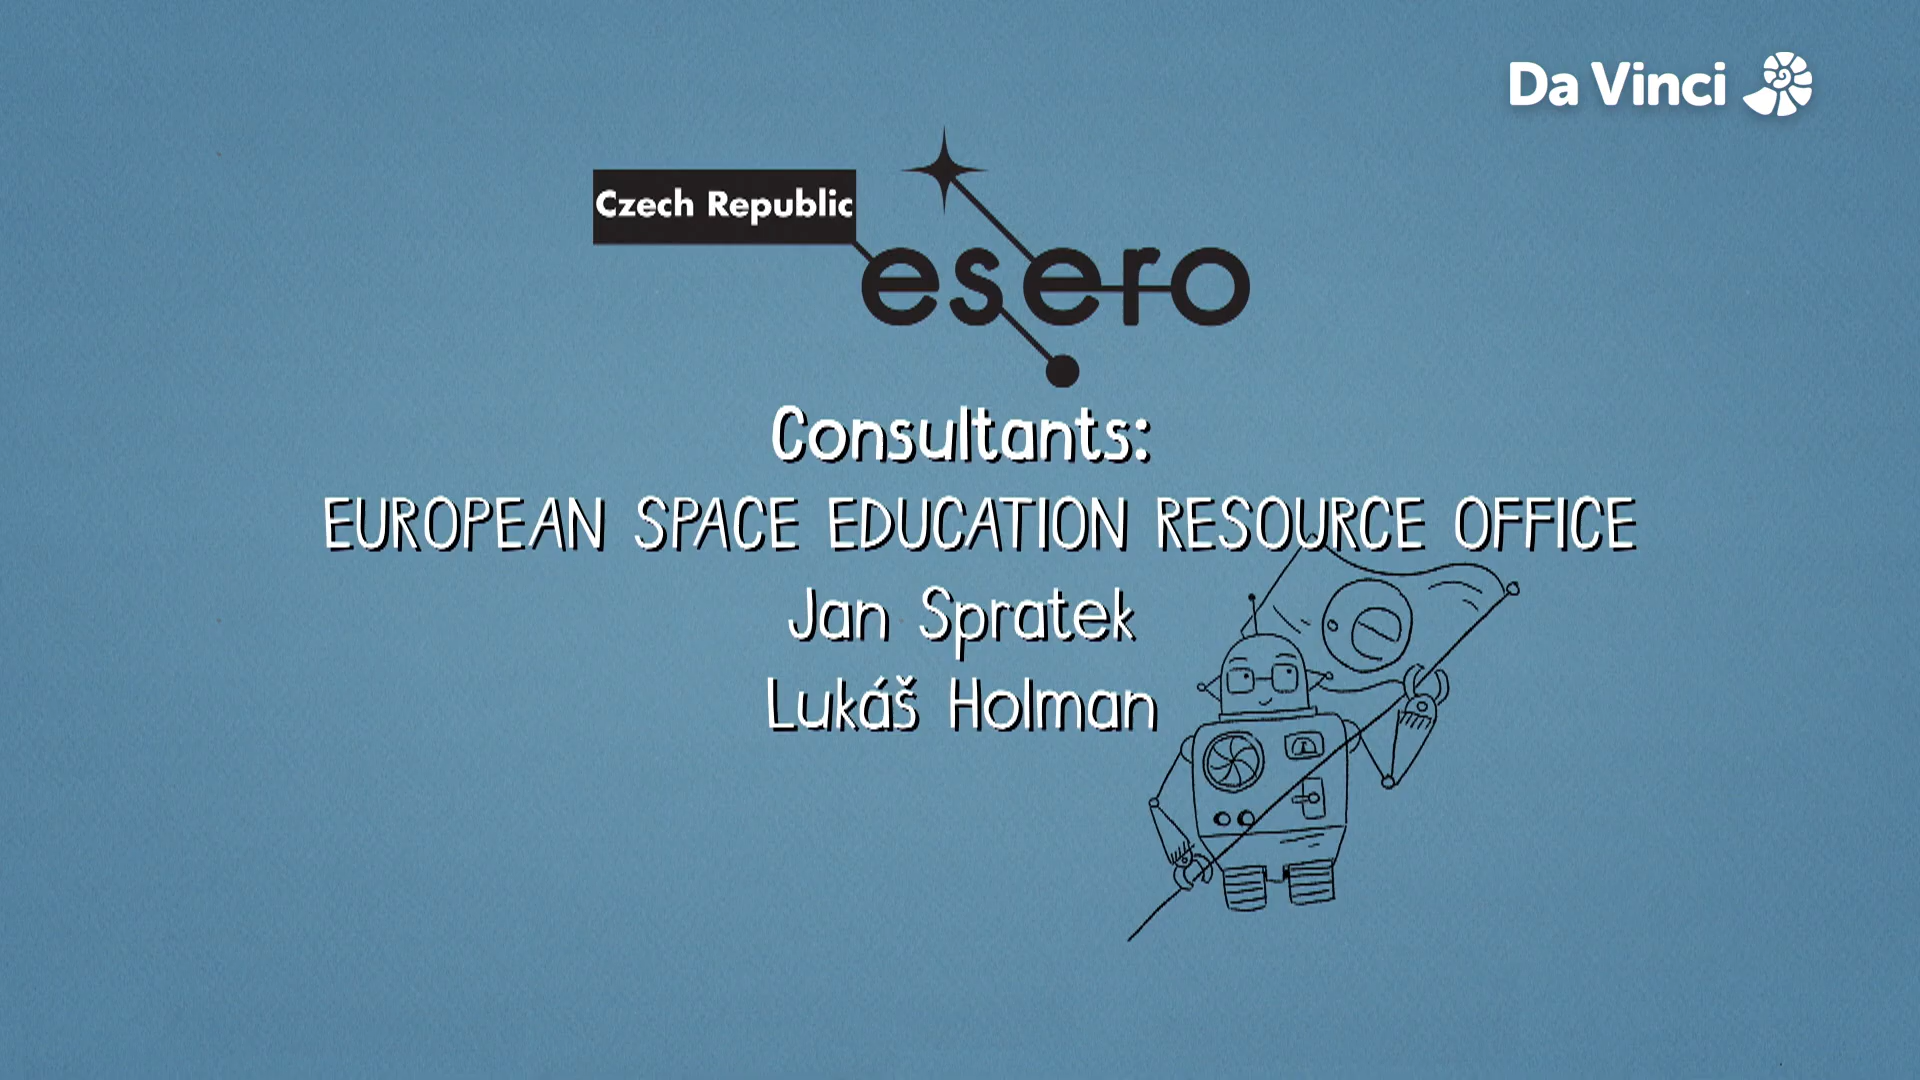 Da Vinci
Czech Republic
esero
Consultants:
EUROPEAN SPACE EDUCATION RESOURCE OFFICE
Jan Spratek
Lukáš Holman